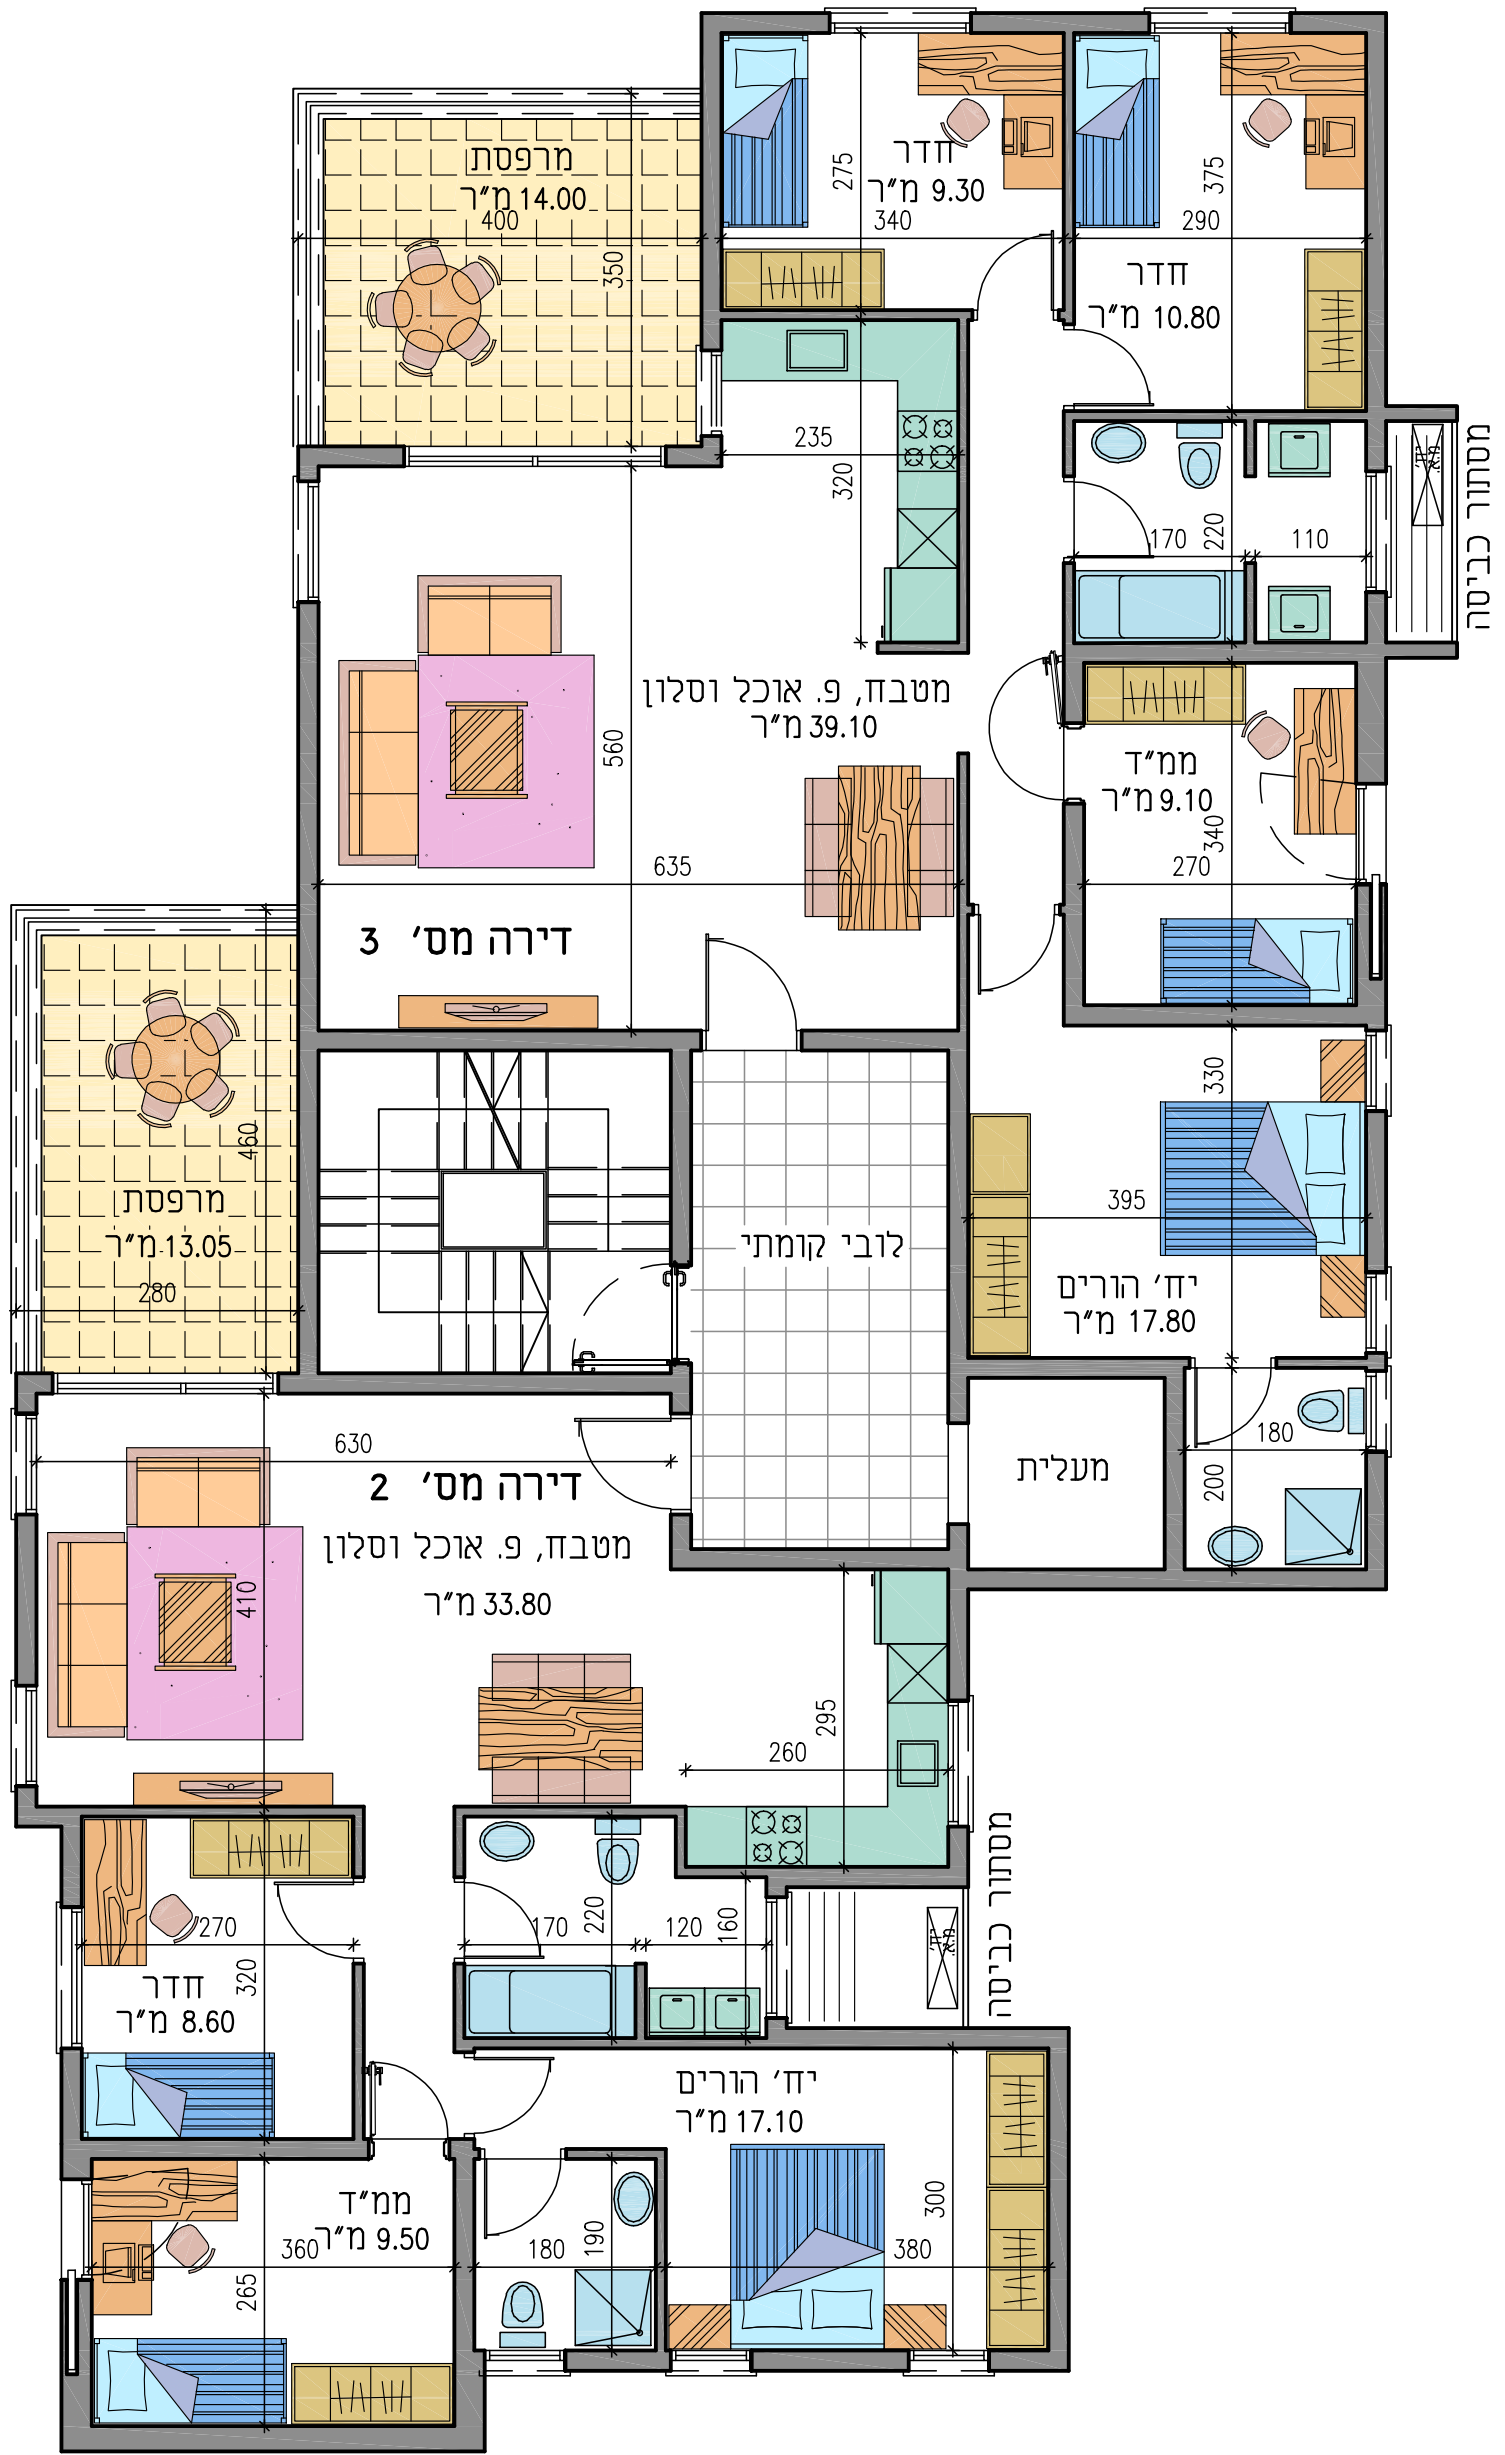 מרפסת
14.00 מ״ר
400
350
חדר
9.30 מ״ר
275
340
חדר
10.80 מ״ר
375
290
235
320
170
220
110
מסתור כביסה
מטבח, פ. אוכל וסלון
39.10 מ״ר
560
635
דירה מס׳ 3
ממ״ד
9.10 מ״ר
340
270
330
395
יח׳ הורים
17.80 מ״ר
180
200
מעלית
לובי קומתי
460
מרפסת
13.05 מ״ר
280
630
דירה מס׳ 2
מטבח, פ. אוכל וסלון
33.80 מ״ר
410
295
260
מסתור כביסה
270
320
חדר
8.60 מ״ר
170
220
120
160
יח׳ הורים
17.10 מ״ר
ממ״ד
9.50 מ״ר
360
265
180
190
300
380